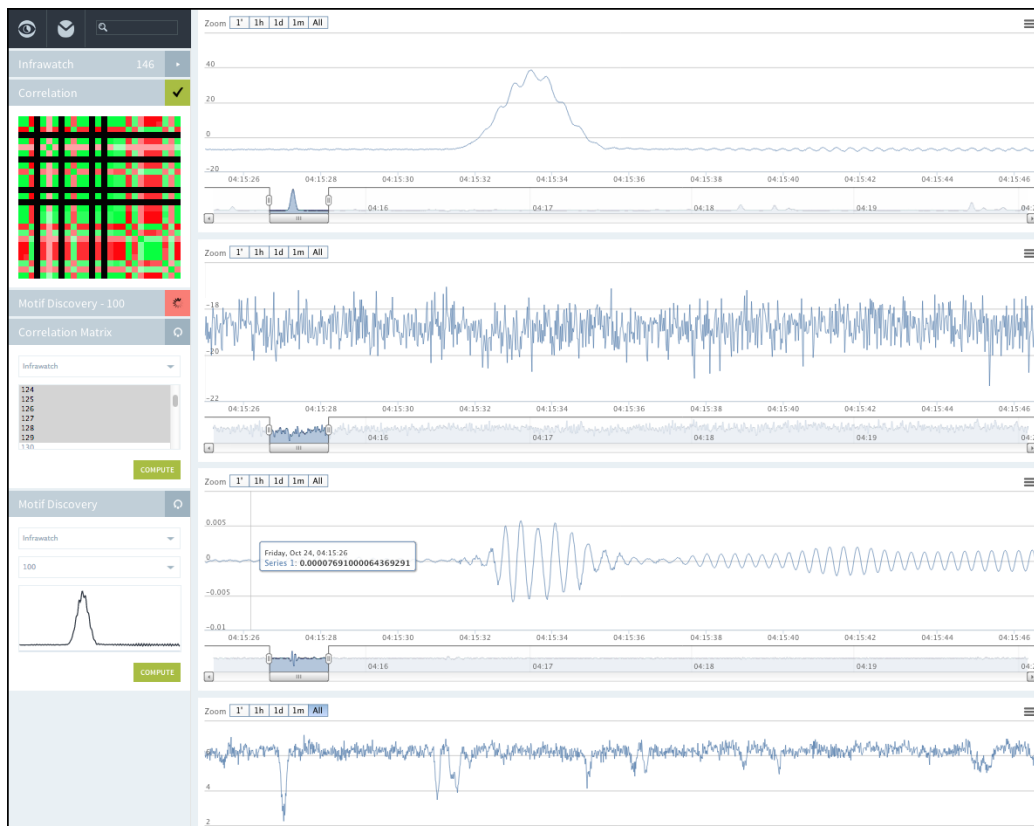 Infrawatch 146
Correlation
Motif Discovery - 100
Correlation Matrix
Infrawatch
124
125
126
127
128
129
130
COMPUTE
Motif Discovery
Infrawatch
100
COMPUTE
Zoom 1' 1h 1d 1m All
40
20
0
−20
04:15:26 04:15:28 04:15:30 04:15:32 04:15:34 04:15:36 04:15:38 04:15:40 04:15:42 04:15:44 04:15:46
04:16 04:17 04:18 04:19
Zoom 1' 1h 1d 1m All
−18
−20
−22
04:15:26 04:15:28 04:15:30 04:15:32 04:15:34 04:15:36 04:15:38 04:15:40 04:15:42 04:15:44 04:15:46
04:16 04:17 04:18 04:19
Zoom 1' 1h 1d 1m All
0.005
0
−0.005
−0.01
Friday, Oct 24, 04:15:26
Series 1: 0.00007691000064369291
04:15:26 04:15:28 04:15:30 04:15:32 04:15:34 04:15:36 04:15:38 04:15:40 04:15:42 04:15:44 04:15:46
04:16 04:17 04:18 04:19
Zoom 1' 1h 1d 1m All
4
2